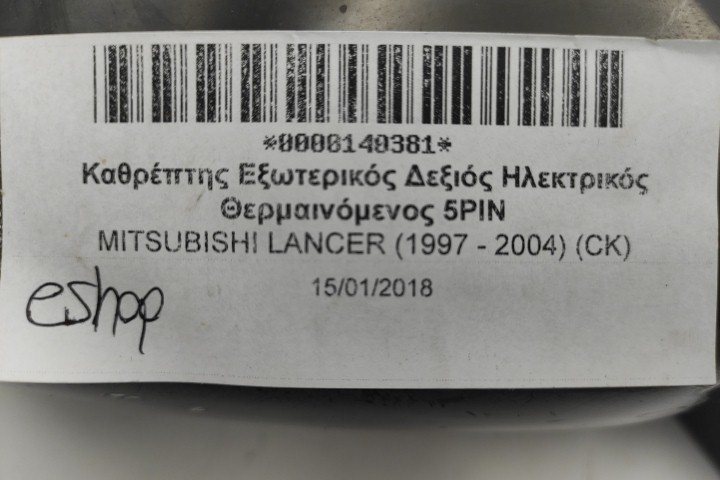 *0000140381*
Καθρέπτης Εξωτερικός Δεξιός Ηλεκτρικός
Θερμαινόμενος 5PIN
MITSUBISHI LANCER (1997 - 2004) (CK)
15/01/2018
eshop